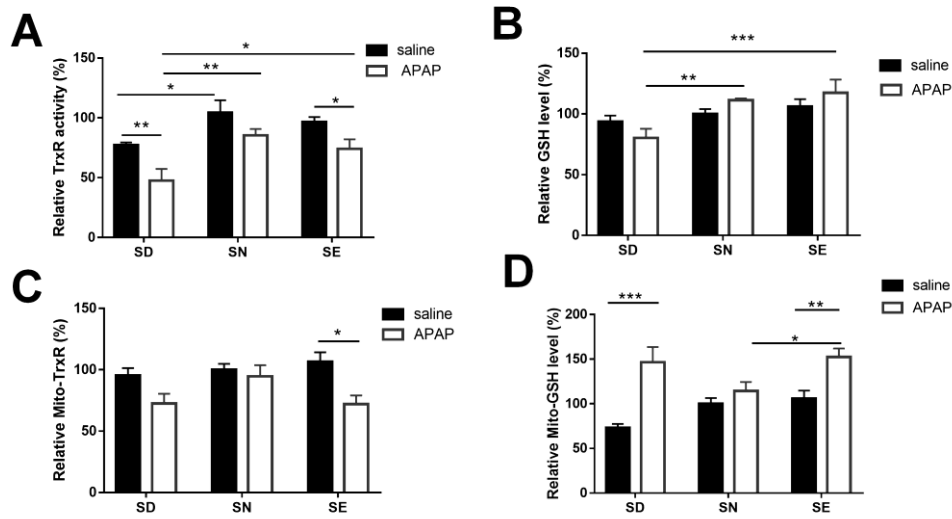 A
Relative TrxR activity (%)
150
100
50
0
*
**
*
**
*
saline
APAP
SD SN SE
B
Relative GSH level (%)
150
100
50
0
***
**
saline
APAP
SD SN SE
C
Relative Mito-TrxR (%)
150
100
50
0
*
saline
APAP
SD SN SE
D
Relative Mito-GSH level (%)
200
150
100
50
0
***
**
*
saline
APAP
SD SN SE